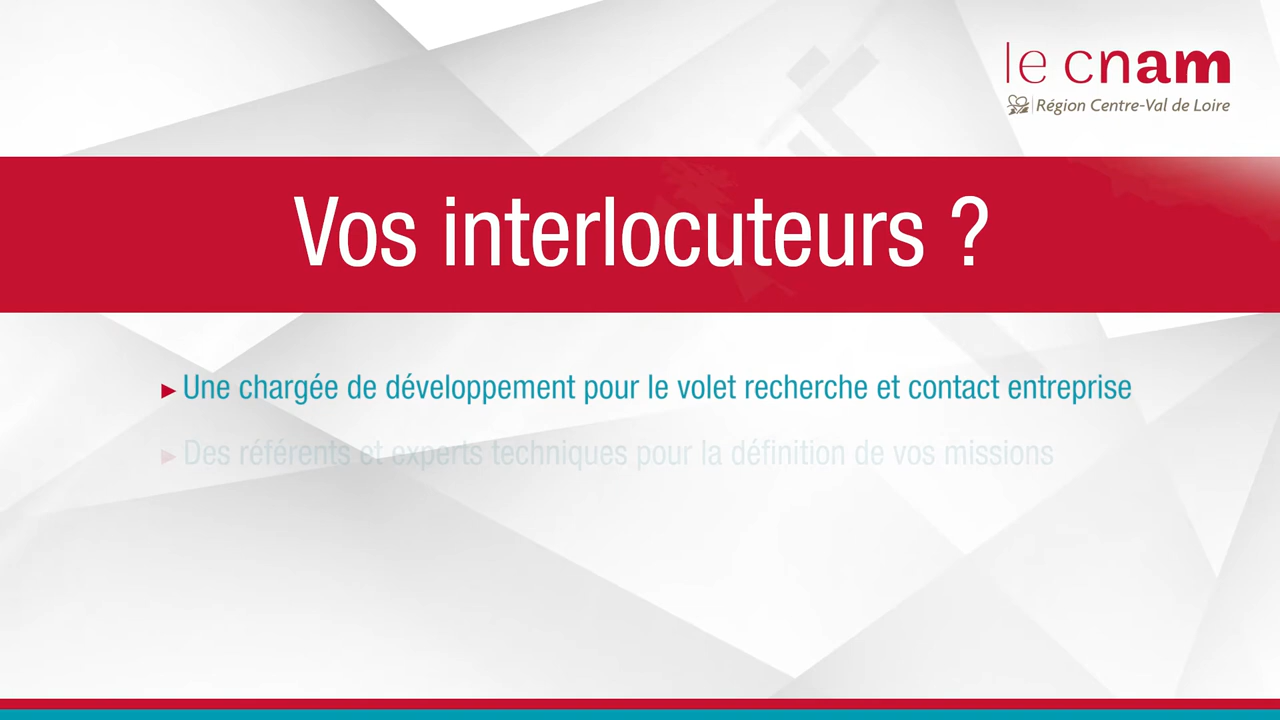 le cnam
Région Centre-Val de Loire
Vos interlocuteurs ?
► Une chargée de développement pour le volet recherche et contact entreprise
► Des référents et experts techniques pour la définition de vos missions